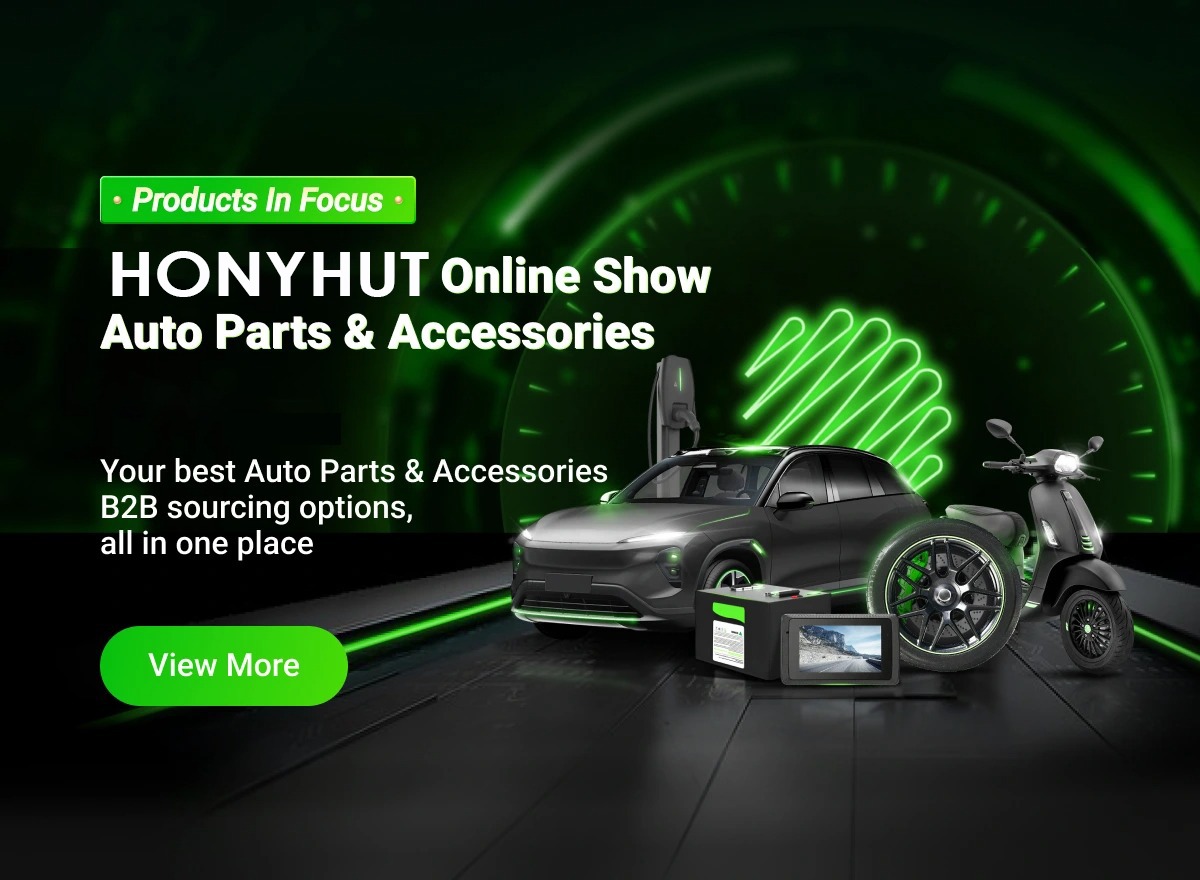 Products In Focus
HONYHUT Online Show
Auto Parts & Accessories
Your best Auto Parts & Accessories
B2B sourcing options,
all in one place
View More